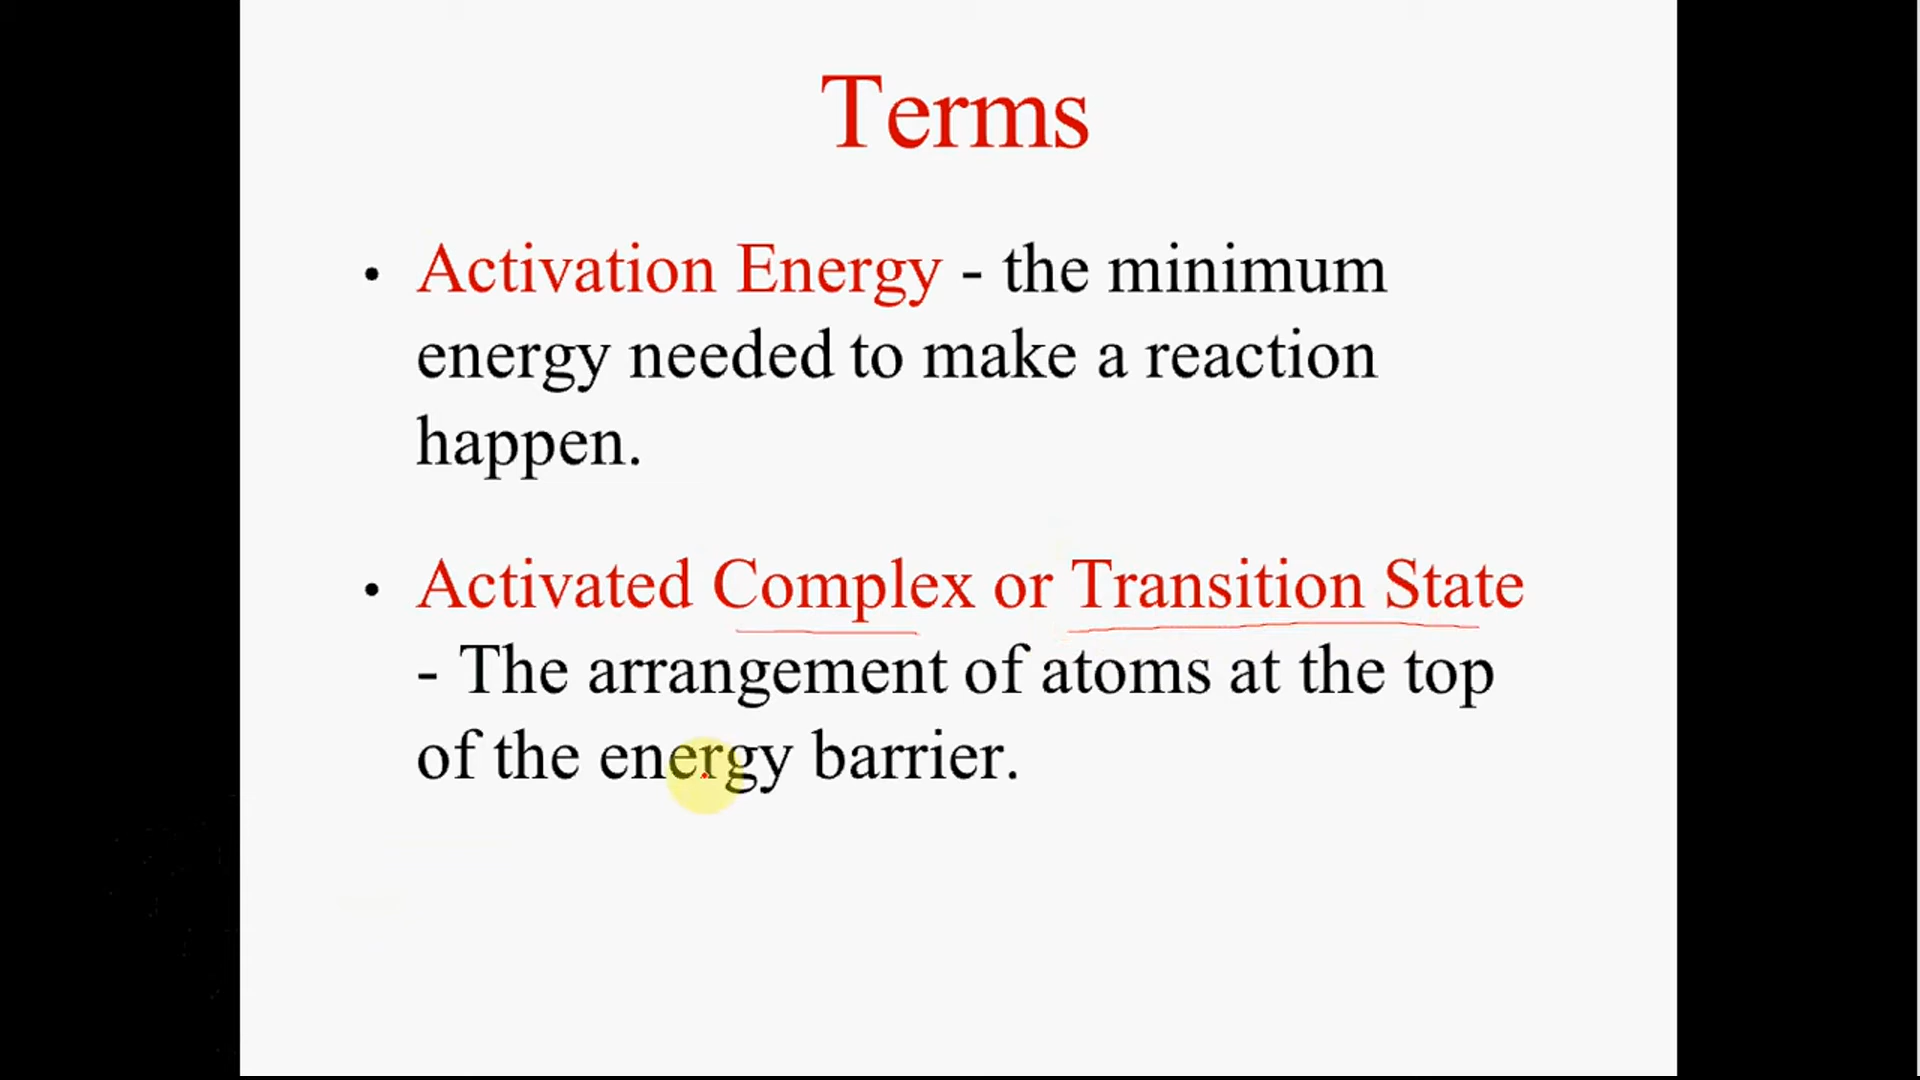 Terms
• Activation Energy - the minimum
energy needed to make a reaction
happen.
• Activated Complex or Transition State
- The arrangement of atoms at the top
of the energy barrier.